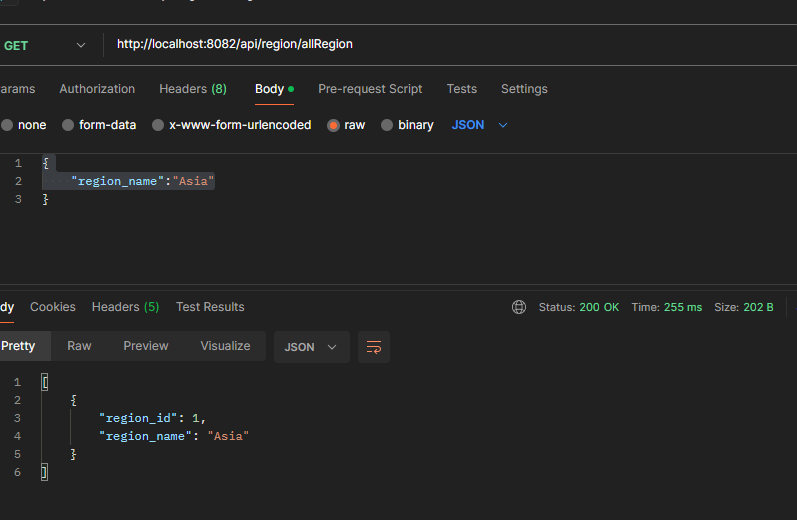 GET http://localhost:8082/api/region/allRegion
arams Authorization Headers (8) Body Pre-request Script Tests Settings
none form-data x-www-form-urlencoded raw binary JSON
1 {
2 "region_name":"Asia"
3 }
dy Cookies Headers (5) Test Results Status: 200 OK Time: 255 ms Size: 202 B
Pretty Raw Preview Visualize JSON
1 [
2 {
3 "region_id": 1,
4 "region_name": "Asia"
5 }
6 ]